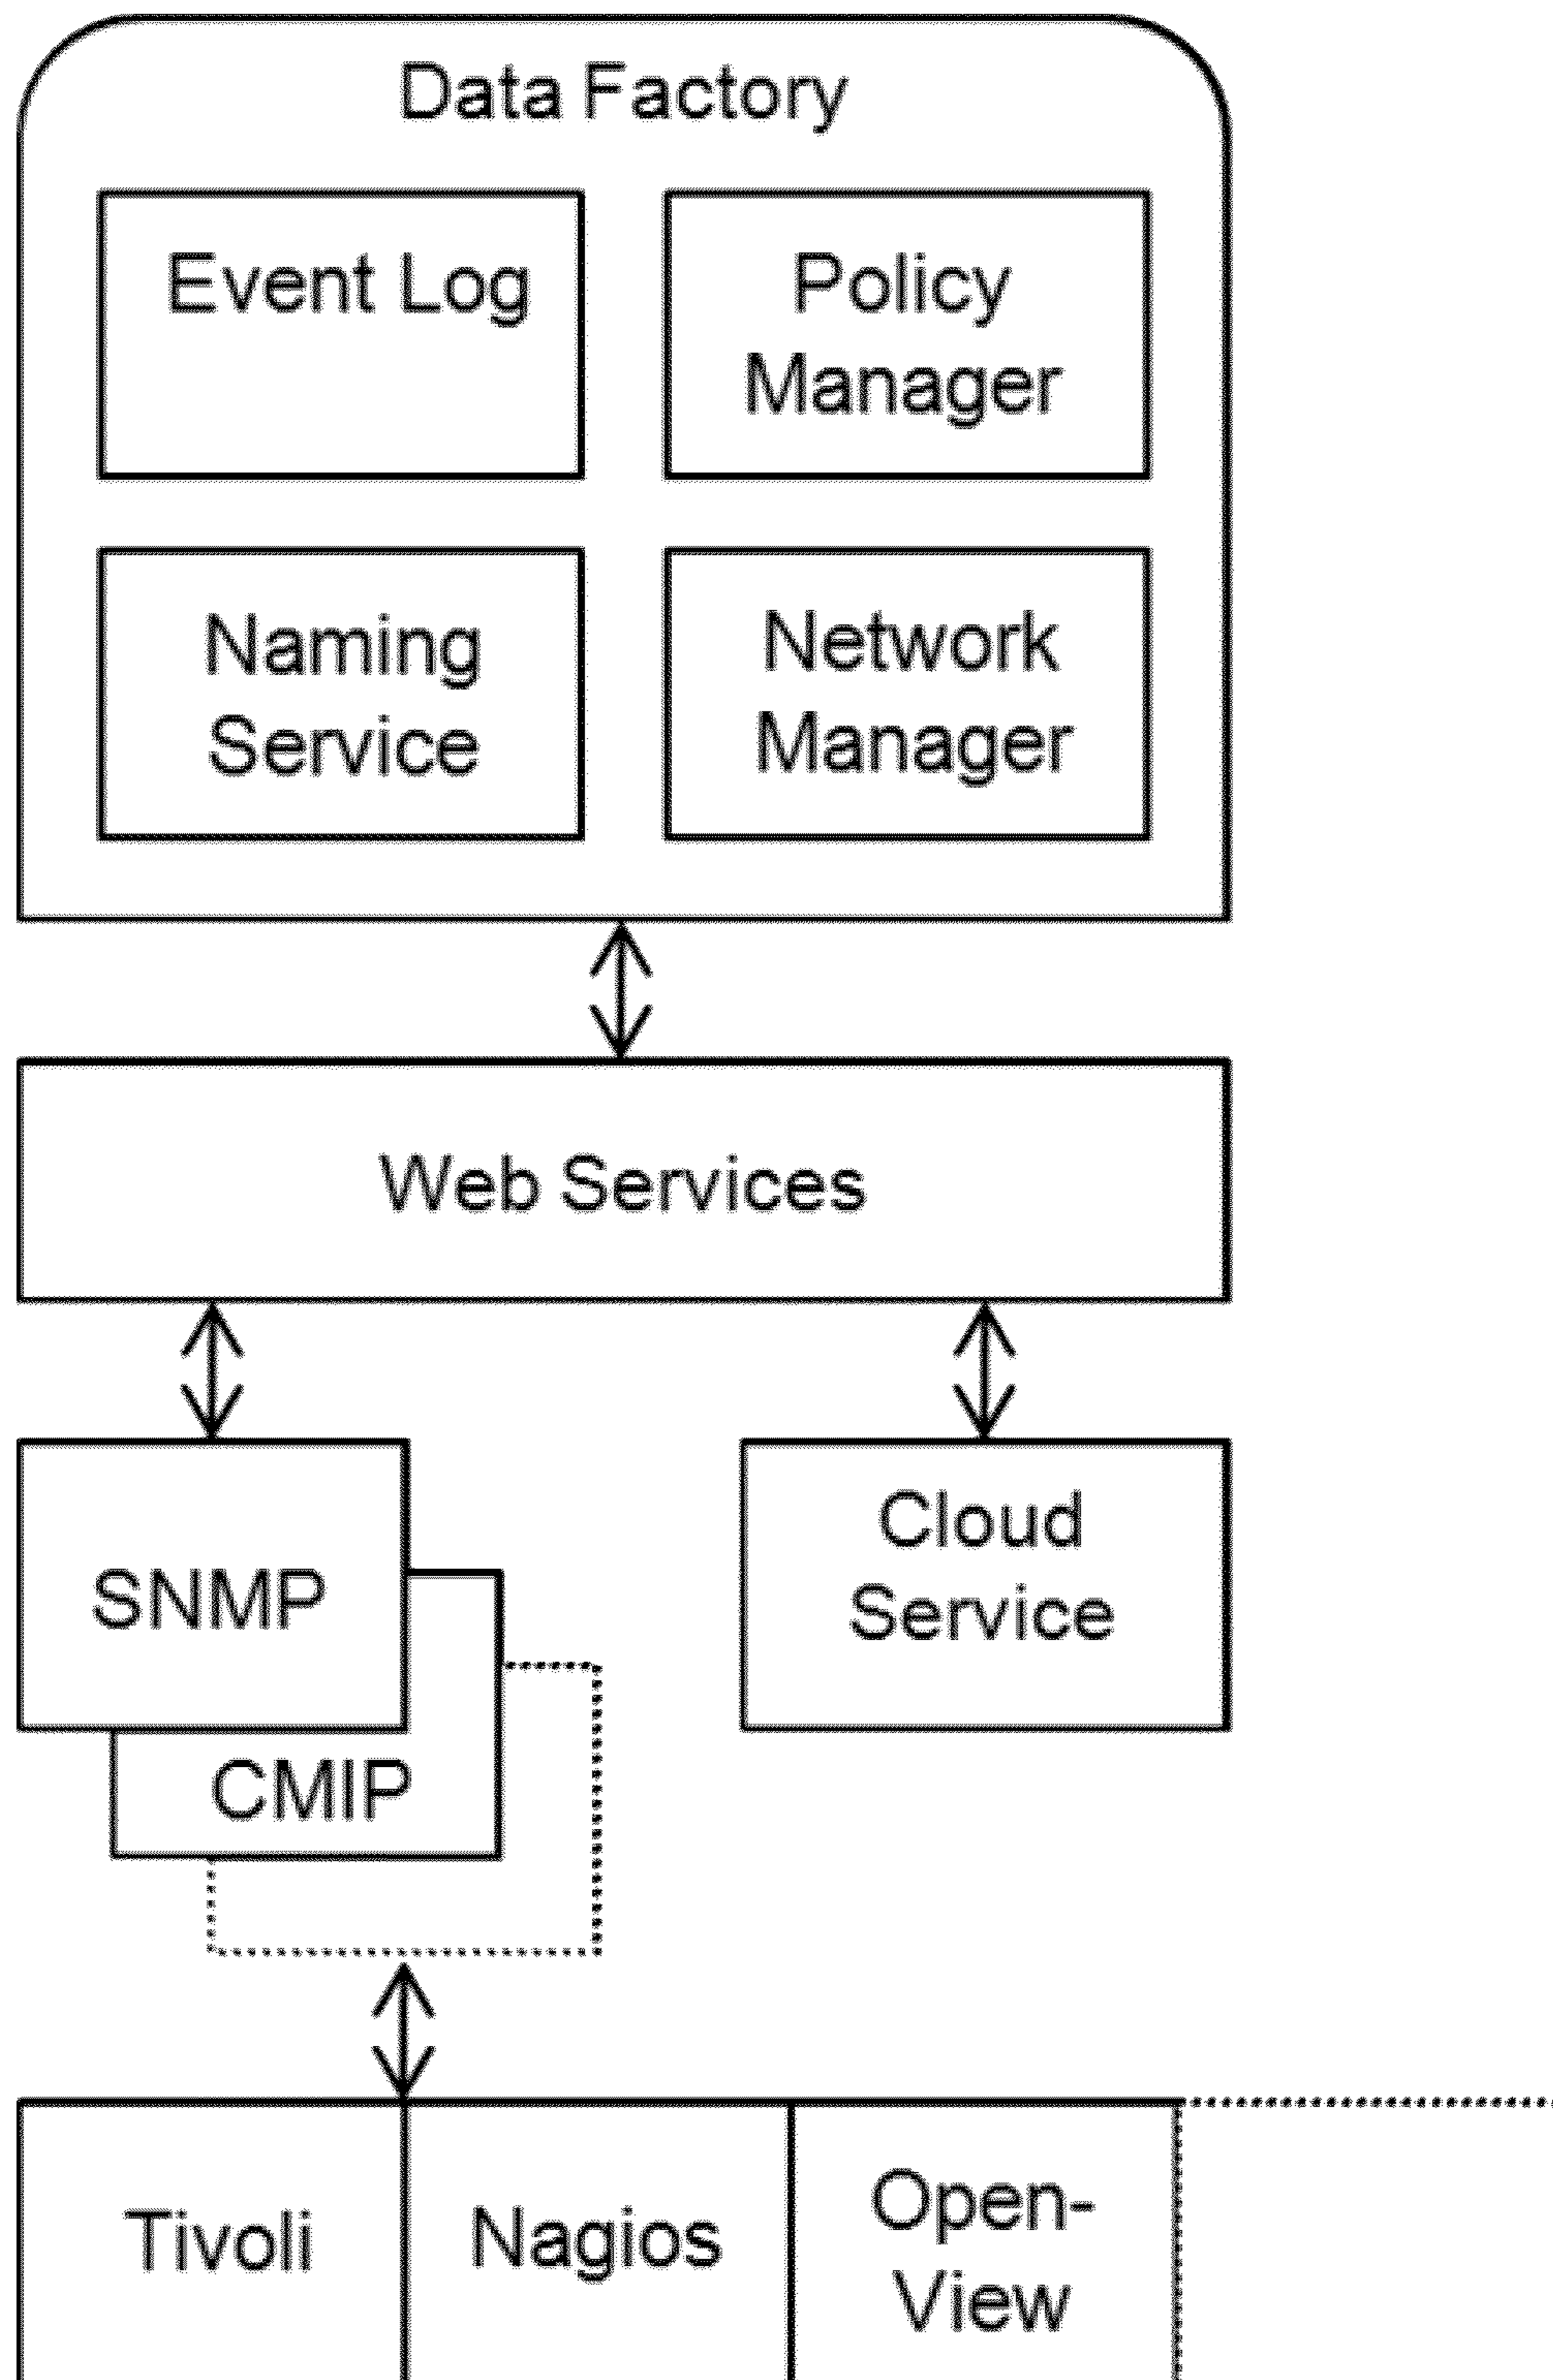 Data Factory
Event Log
Policy
Manager
Naming
Service
Network
Manager
Web Services
SNMP
CMIP
Cloud
Service
Tivoli
Nagios
Open-
View